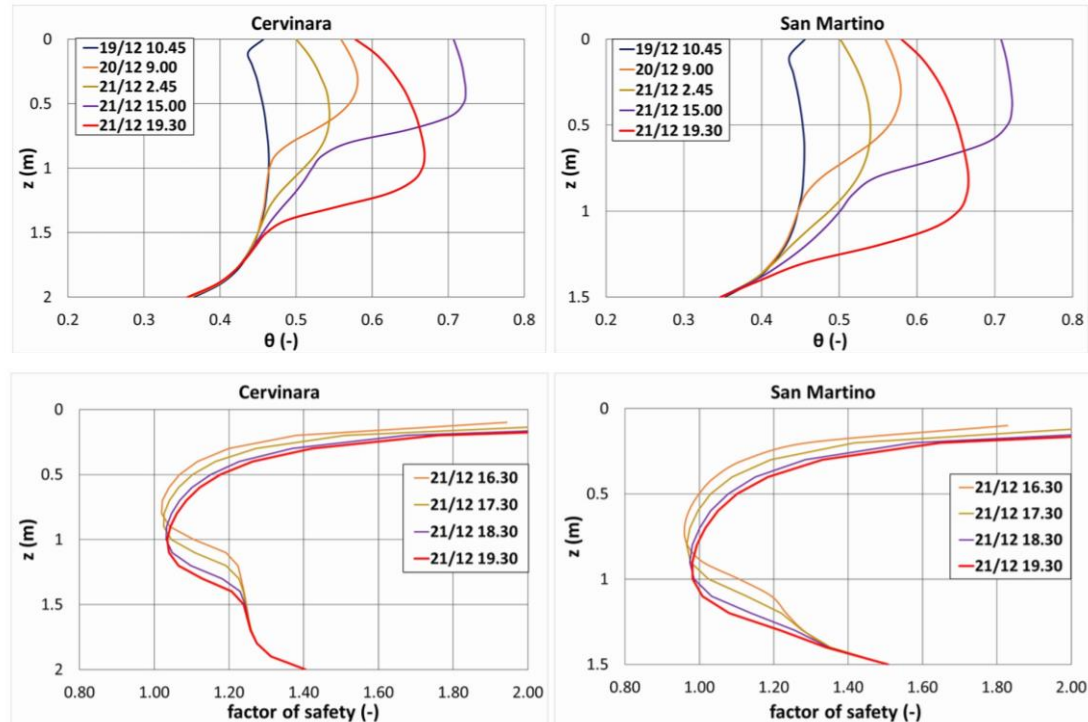 Cervinara
0
0.5
1
1.5
2
z (m)
19/12 10.45
20/12 9.00
21/12 2.45
21/12 15.00
21/12 19.30
0.2 0.3 0.4 0.5 0.6 0.7 0.8
θ (-)
San Martino
0
0.5
1
1.5
z (m)
19/12 10.45
20/12 9.00
21/12 2.45
21/12 15.00
21/12 19.30
0.2 0.3 0.4 0.5 0.6 0.7 0.8
θ (-)
Cervinara
0
0.5
1
1.5
2
z (m)
21/12 16.30
21/12 17.30
21/12 18.30
21/12 19.30
0.80 1.00 1.20 1.40 1.60 1.80 2.00
factor of safety (-)
San Martino
0
0.5
1
1.5
z (m)
21/12 16.30
21/12 17.30
21/12 18.30
21/12 19.30
0.80 1.00 1.20 1.40 1.60 1.80 2.00
factor of safety (-)